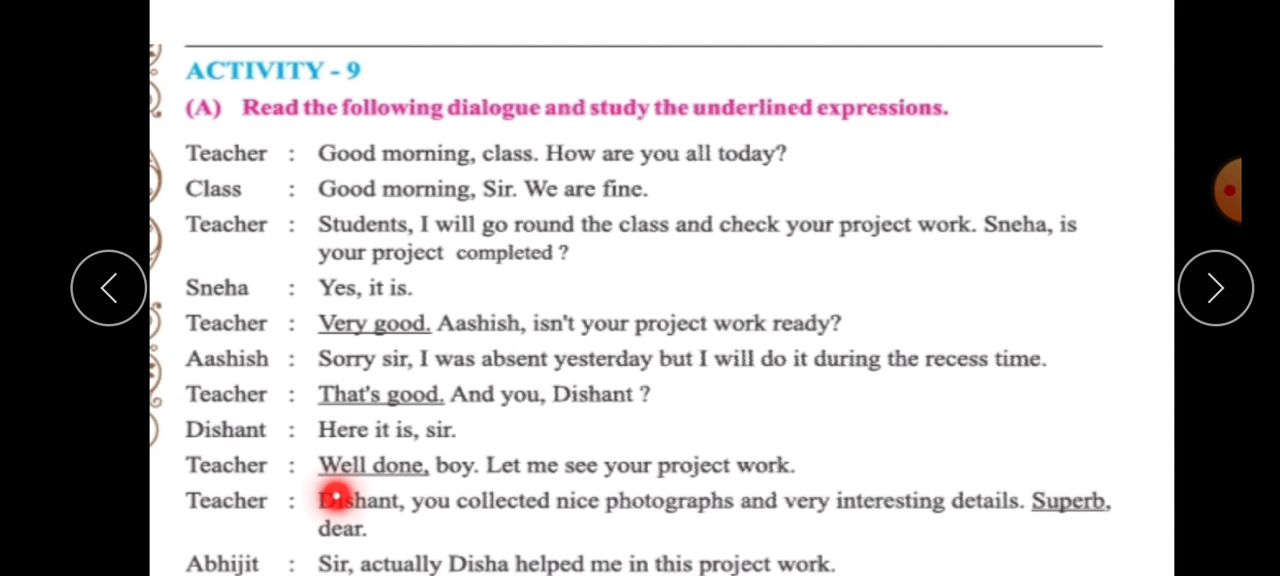 ACTIVITY - 9
(A) Read the following dialogue and study the underlined expressions.
Teacher : Good morning, class. How are you all today?
Class : Good morning, Sir. We are fine.
Teacher : Students, I will go round the class and check your project work. Sneha, is
your project completed ?
Sneha : Yes, it is.
Teacher : Very good. Aashish, isn't your project work ready?
Aashish : Sorry sir, I was absent yesterday but I will do it during the recess time.
Teacher : That's good. And you, Dishant ?
Dishant : Here it is, sir.
Teacher : Well done, boy. Let me see your project work.
Teacher : Dishant, you collected nice photographs and very interesting details. Superb,
dear.
Abhijit : Sir, actually Disha helped me in this project work.